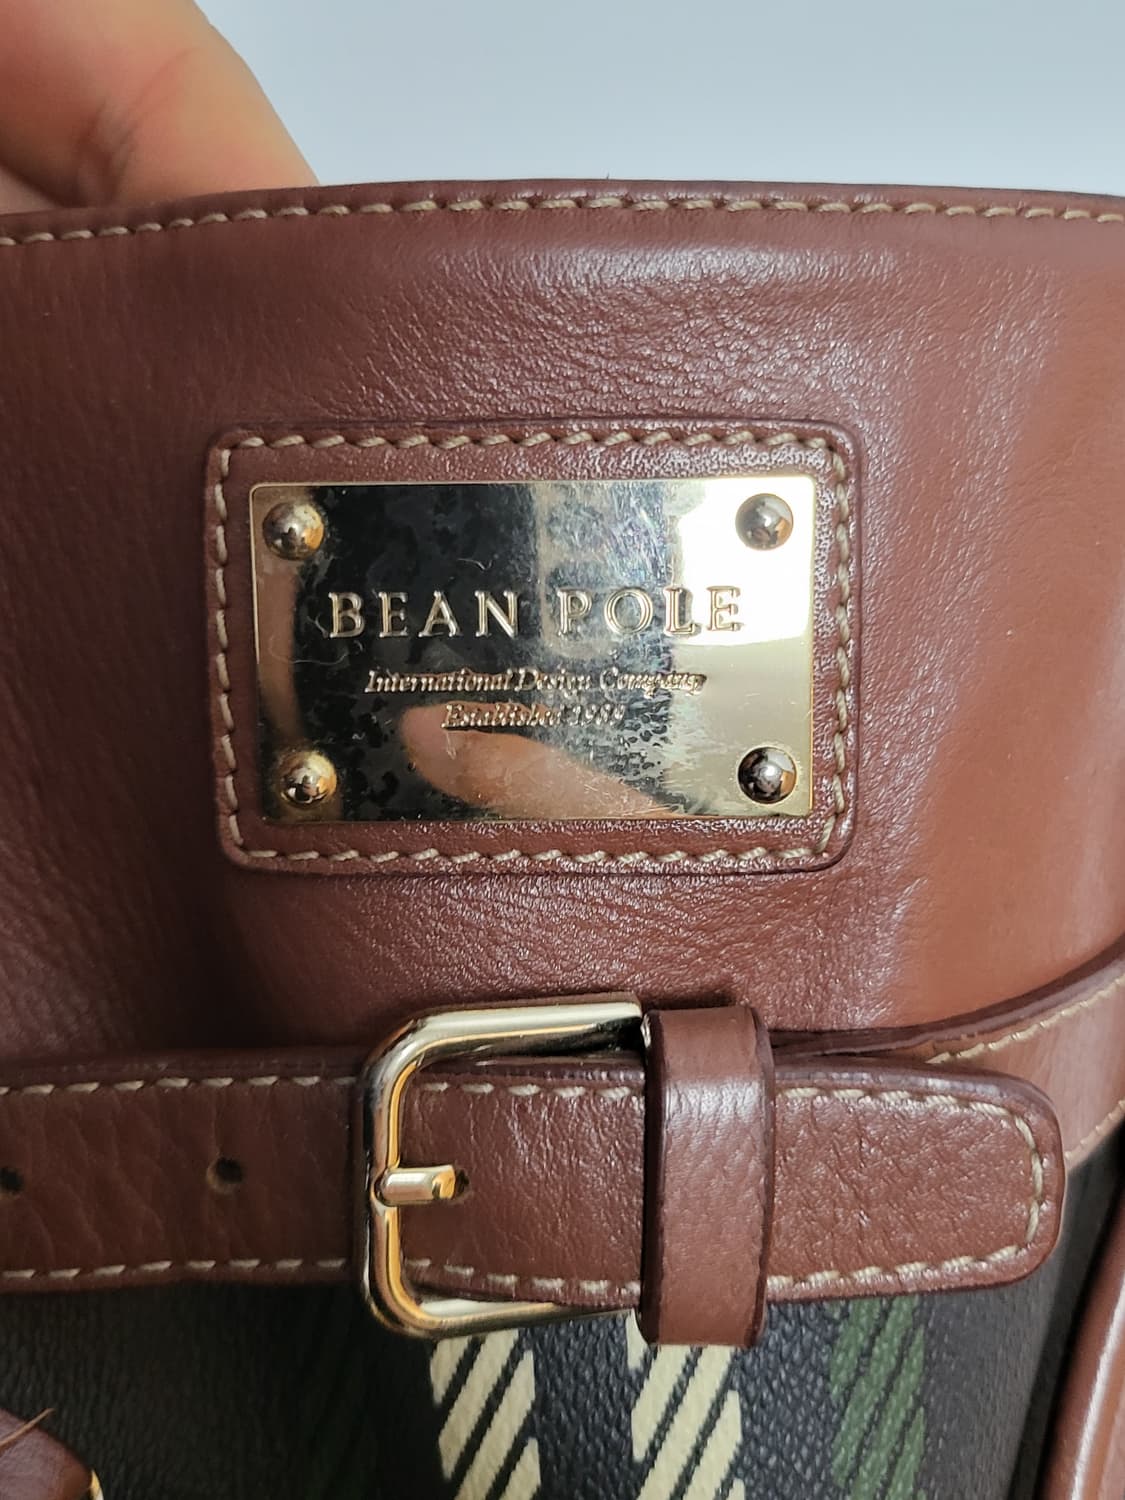 BEAN POLE
International Design Company
Established 1989